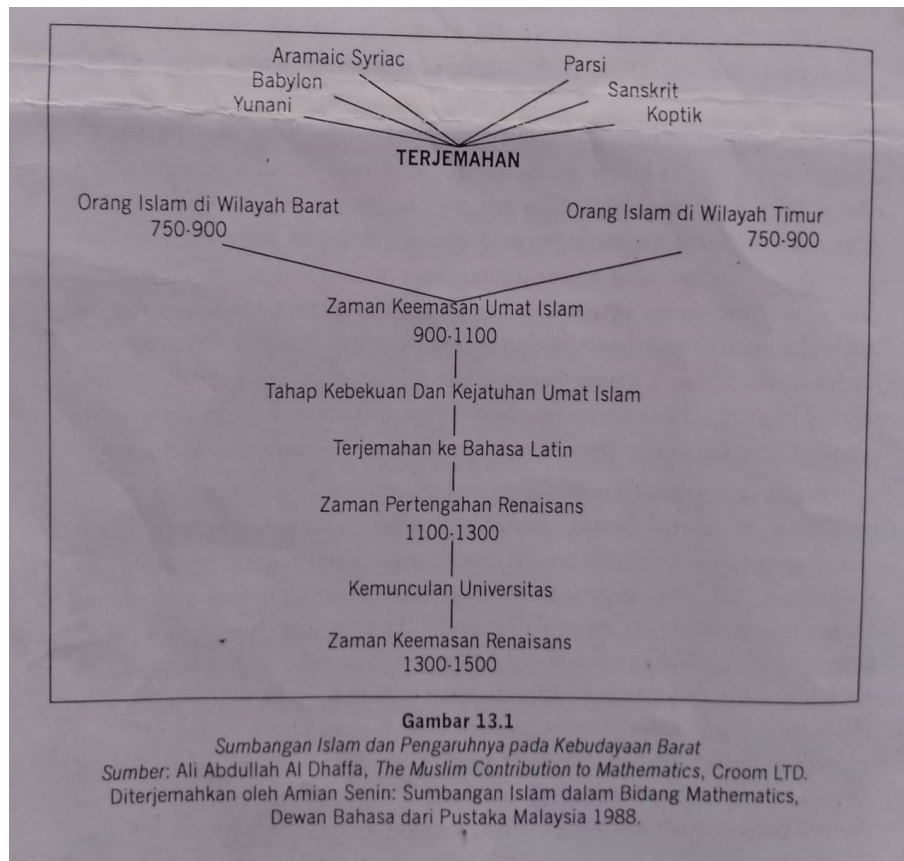 Aramaic Syriac
Babylon
Yunani
Parsi
Sanskrit
Koptik
TERJEMAHAN
Orang Islam di Wilayah Barat
750-900
Orang Islam di Wilayah Timur
750-900
Zaman Keemasan Umat Islam
900-1100
Tahap Kebekuan Dan Kejatuhan Umat Islam
Terjemahan ke Bahasa Latin
Zaman Pertengahan Renaisans
1100-1300
Kemunculan Universitas
Zaman Keemasan Renaisans
1300-1500
Gambar 13.1
Sumbangan Islam dan Pengaruhnya pada Kebudayaan Barat
Sumber: Ali Abdullah Al Dhaffa, The Muslim Contribution to Mathematics, Croom LTD.
Diterjemahkan oleh Amian Senin: Sumbangan Islam dalam Bidang Mathematics,
Dewan Bahasa dari Pustaka Malaysia 1988.